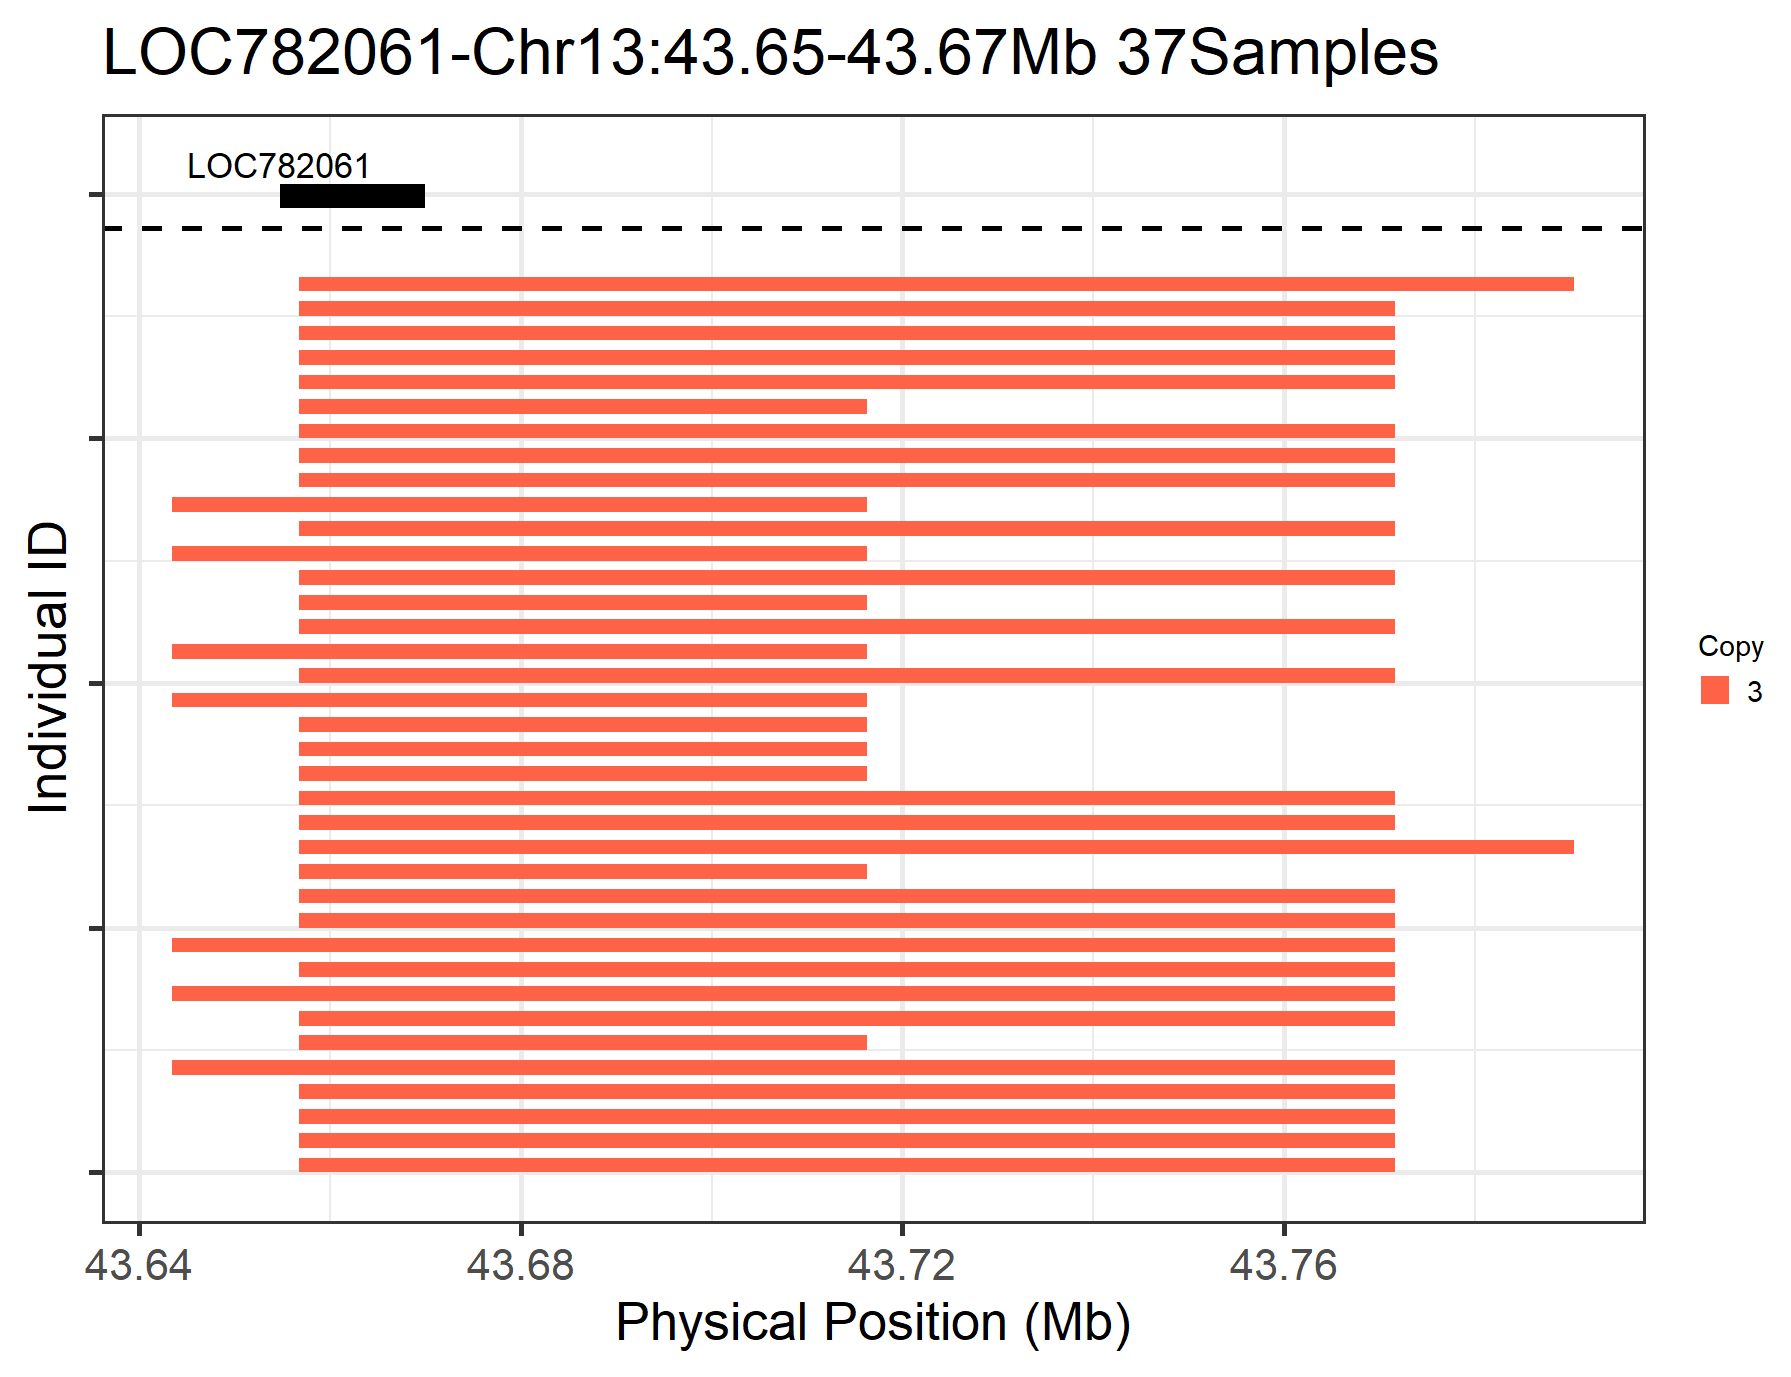 LOC782061-Chr13:43.65-43.67Mb 37Samples
LOC782061
Individual ID
Copy
3
43.64 43.68 43.72 43.76
Physical Position (Mb)